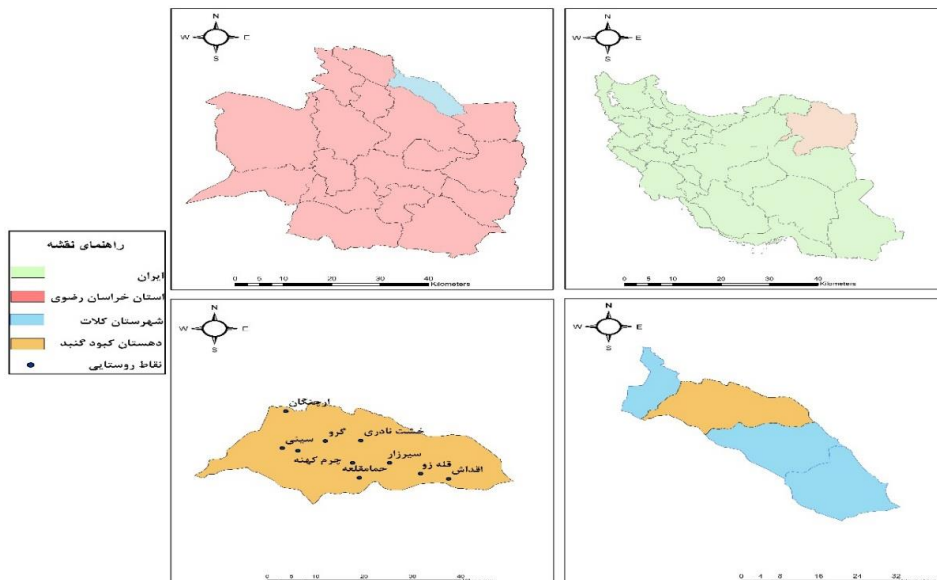 N
W E
S
0 5 10 20 30 40
Kilometers
N
W E
S
0 5 10 20 30 40
Kilometers
راهنمای نقشه
ایران
استان خراسان رضوی
شهرستان کلات
دهستان کبود گنبد
نقاط روستایی
N
W E
S
ارچنگان
خشت نادری
گرو
سینی
سیرزار
چرم کهنه
قله زو
حمامقلعه
اقداش
0 5 10 20 30 40
N
W E
S
0 4 8 16 24 32